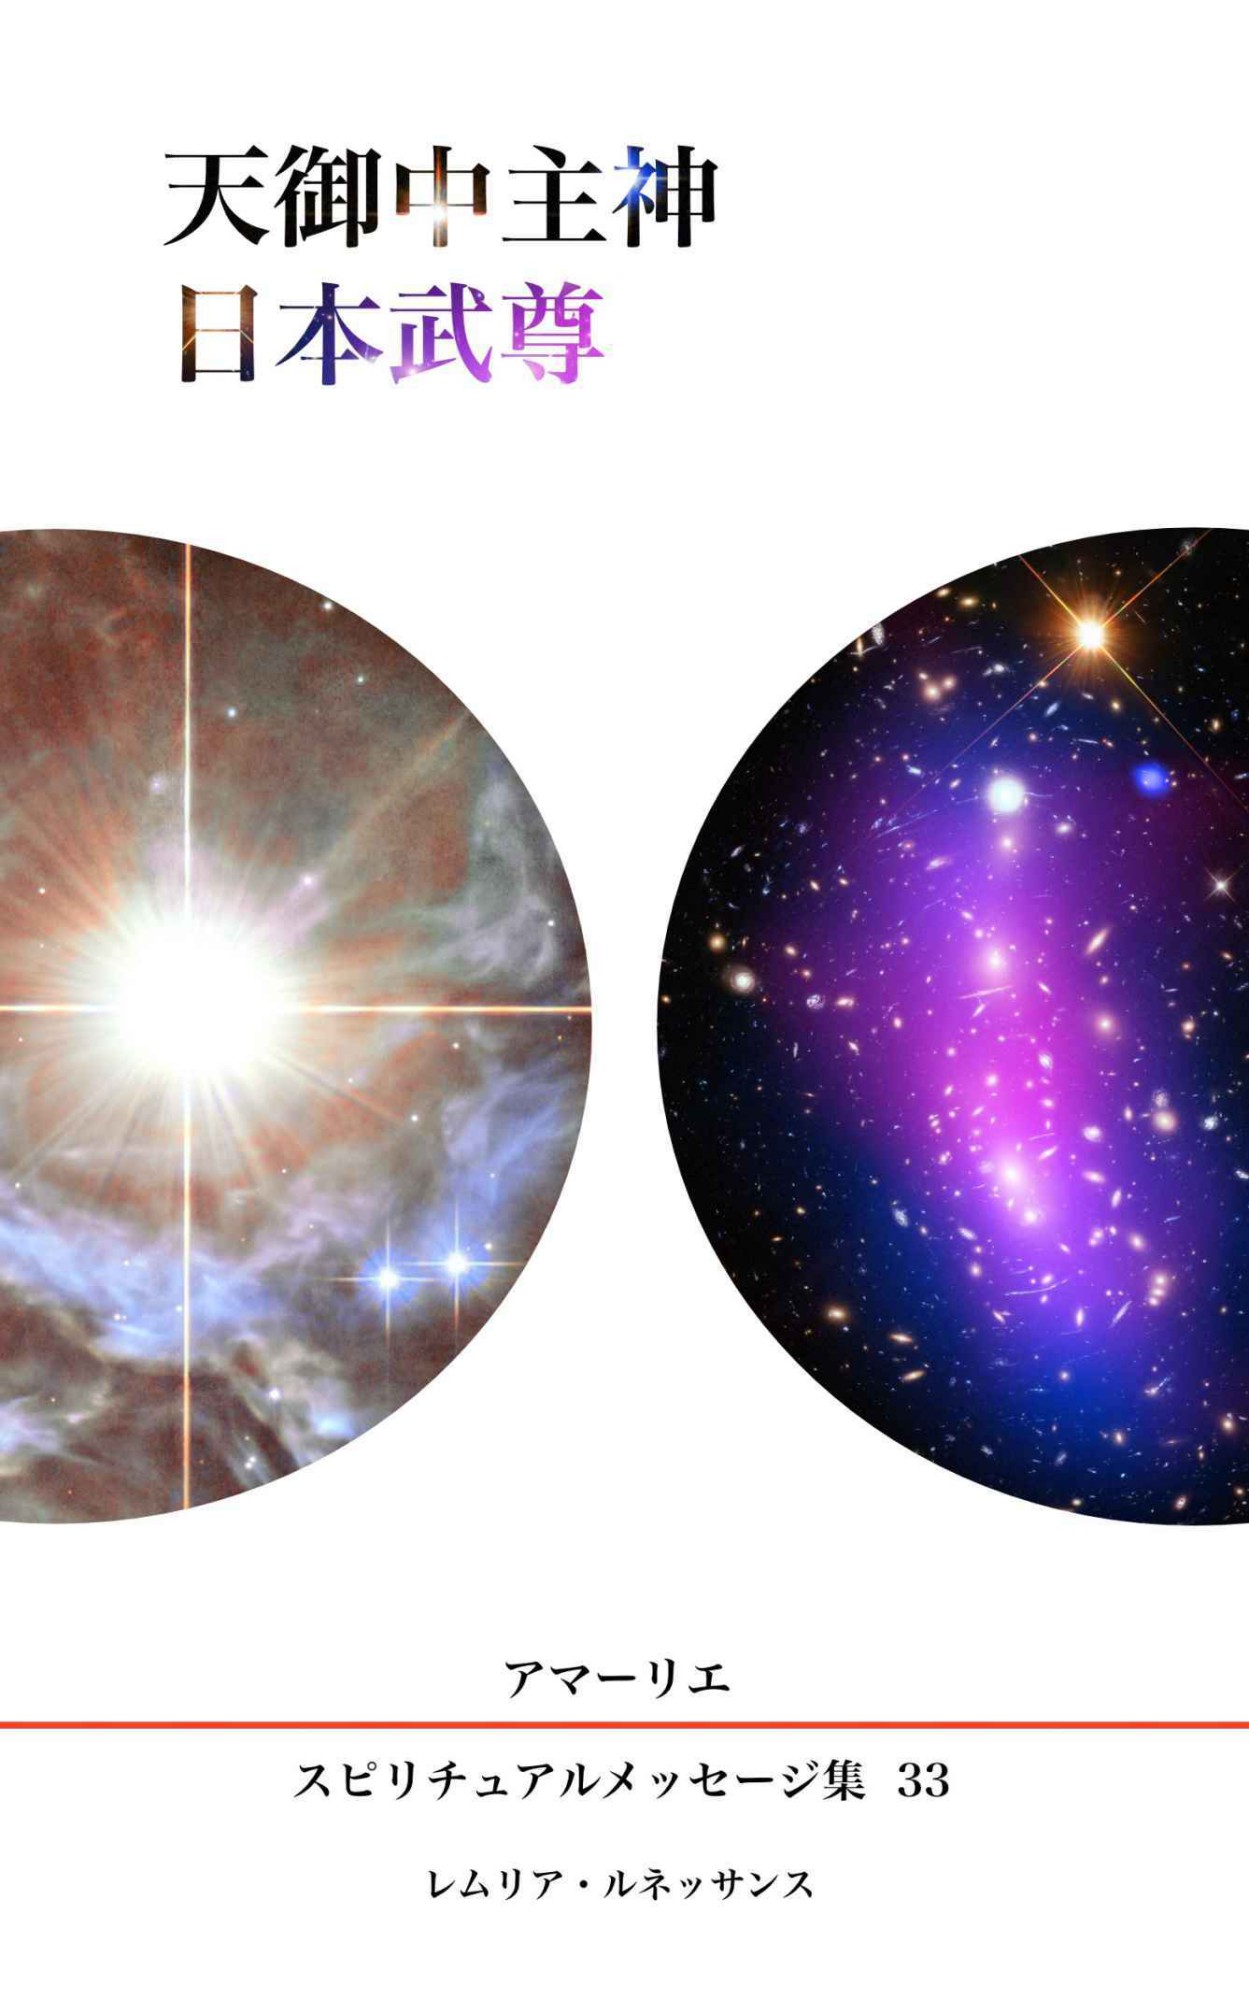 天御中主神
日本武尊
アマーリエ
スピリチュアルメッセージ集 33
レムリア・ルネッサンス